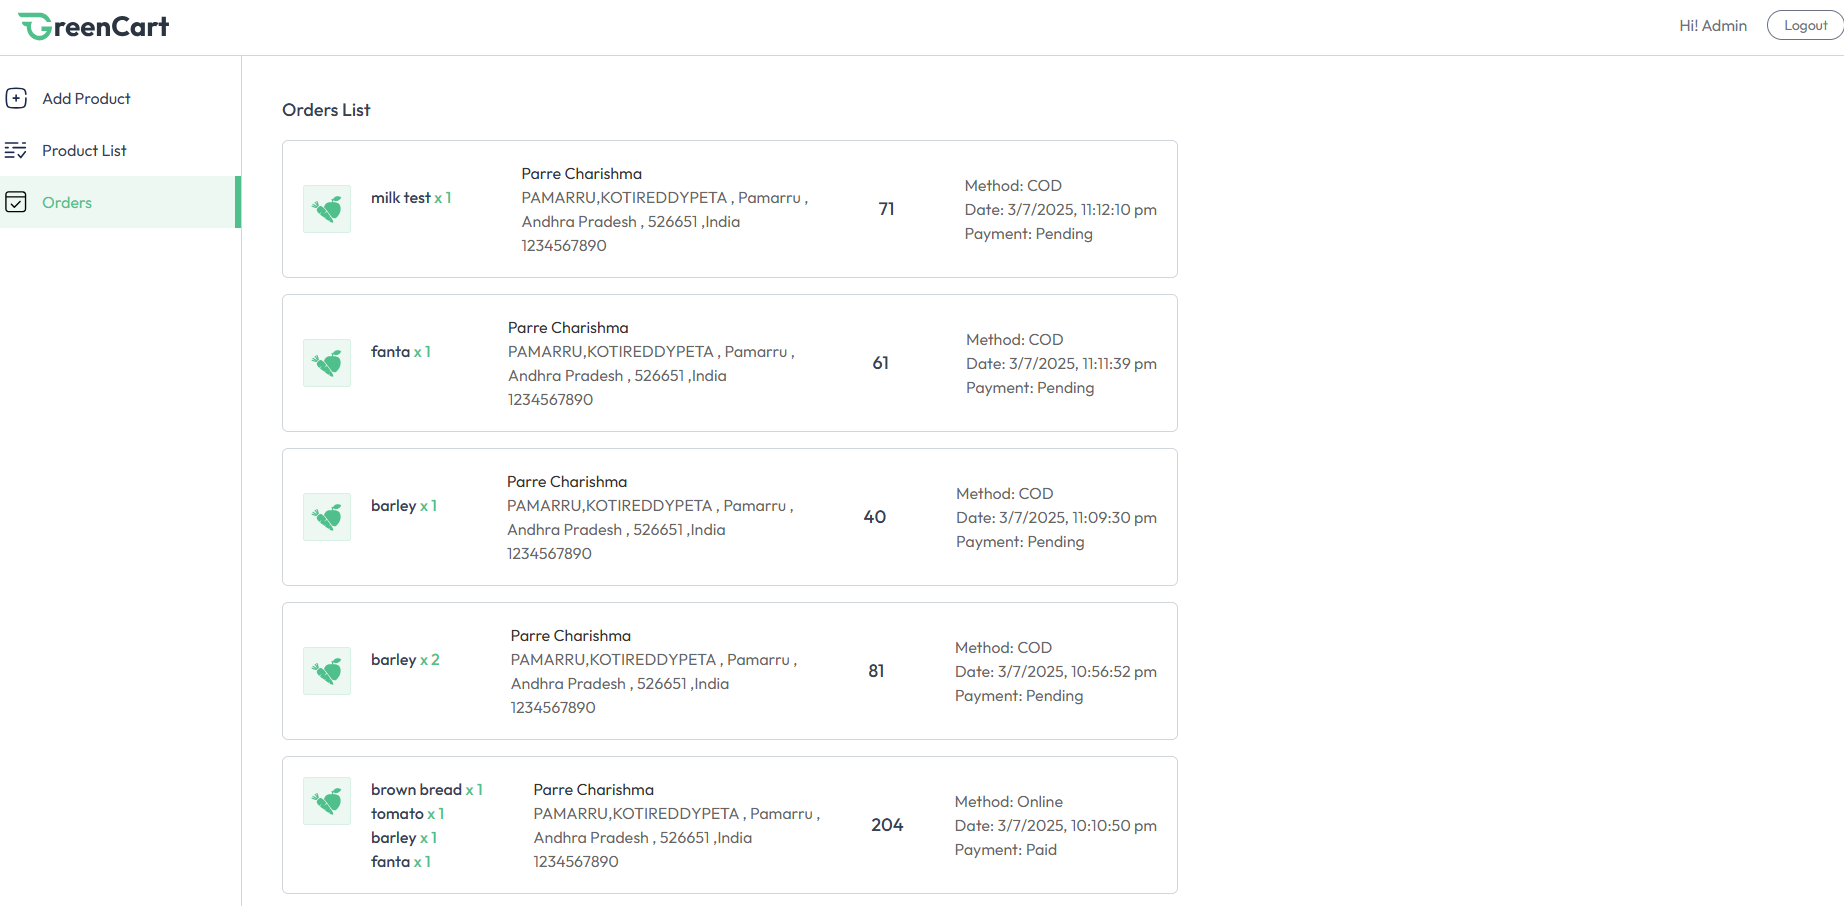 GreenCart
Hi! Admin
Logout
Add Product
Product List
Orders
Orders List
milk test x 1
Parre Charishma
PAMARRU,KOTIREDDYPETA , Pamarru ,
Andhra Pradesh , 526651 ,India
1234567890
71
Method: COD
Date: 3/7/2025, 11:12:10 pm
Payment: Pending
fanta x 1
Parre Charishma
PAMARRU,KOTIREDDYPETA , Pamarru ,
Andhra Pradesh , 526651 ,India
1234567890
61
Method: COD
Date: 3/7/2025, 11:11:39 pm
Payment: Pending
barley x 1
Parre Charishma
PAMARRU,KOTIREDDYPETA , Pamarru ,
Andhra Pradesh , 526651 ,India
1234567890
40
Method: COD
Date: 3/7/2025, 11:09:30 pm
Payment: Pending
barley x 2
Parre Charishma
PAMARRU,KOTIREDDYPETA , Pamarru ,
Andhra Pradesh , 526651 ,India
1234567890
81
Method: COD
Date: 3/7/2025, 10:56:52 pm
Payment: Pending
brown bread x 1
tomato x 1
barley x 1
fanta x 1
Parre Charishma
PAMARRU,KOTIREDDYPETA , Pamarru ,
Andhra Pradesh , 526651 ,India
1234567890
204
Method: Online
Date: 3/7/2025, 10:10:50 pm
Payment: Paid